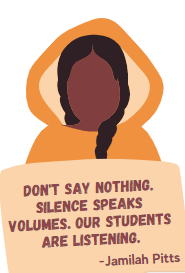 DON'T SAY NOTHING.
SILENCE SPEAKS
VOLUMES. OUR STUDENTS
ARE LISTENING.
-Jamilah Pitts